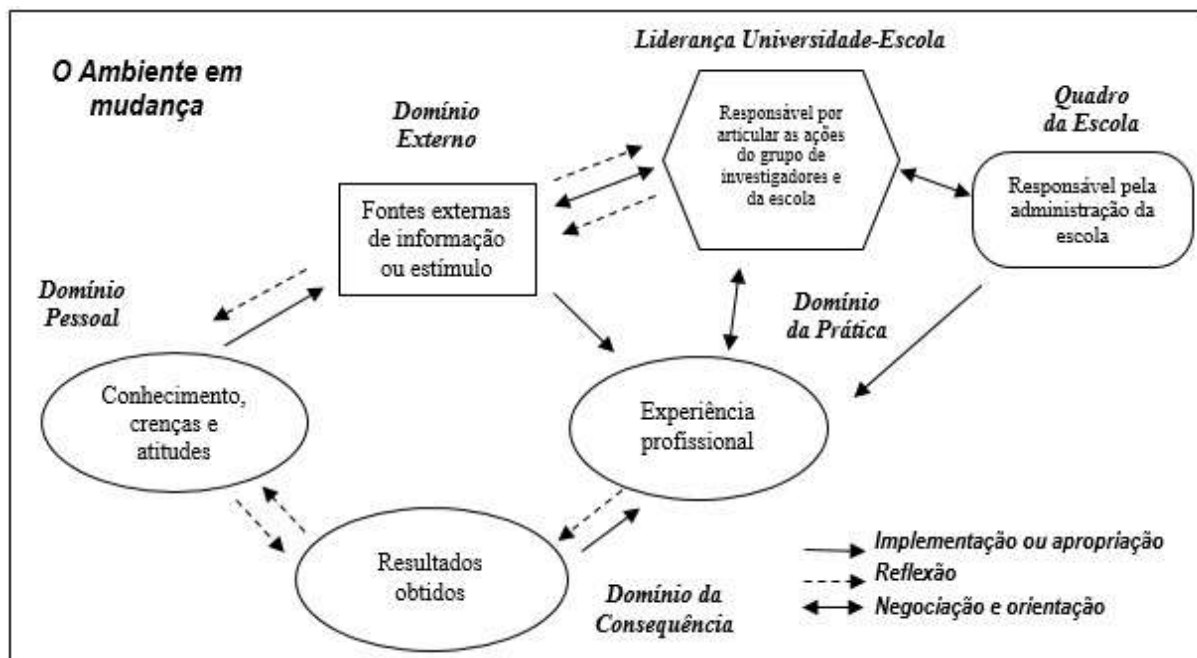 O Ambiente em
mudança
Liderança Universidade-Escola
Domínio
Externo
Quadro
da Escola
Responsável por
articular as ações
do grupo de
investigadores e
da escola
Responsável pela
administração da
escola
Fontes externas
de informação
ou estímulo
Domínio
Pessoal
Domínio
da Prática
Conhecimento,
crenças e
atitudes
Experiência
profissional
Resultados
obtidos
Domínio da
Consequência
Implementação ou apropriação
Reflexão
Negociação e orientação